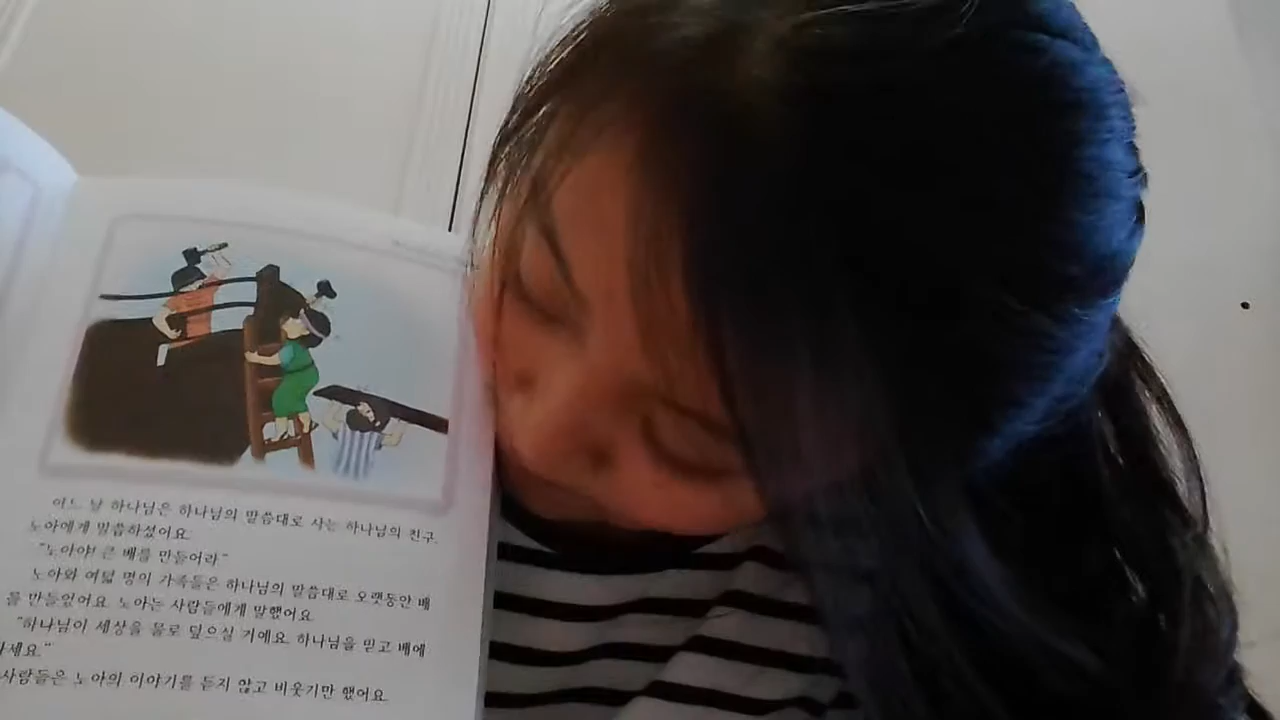 어느 날 하나님은 하나님의 말씀대로 사는 하나님의 친구,
노아에게 말씀하셨어요.
"노아야! 큰 배를 만들어라"
노아와 여덟 명의 가족들은 하나님의 말씀대로 오랫동안 배
를 만들었어요. 노아는 사람들에게 말했어요.
"하나님이 세상을 물로 덮으실 거예요. 하나님을 믿고 배에
세요."
사람들은 노아의 이야기를 듣지 않고 비웃기만 했어요.